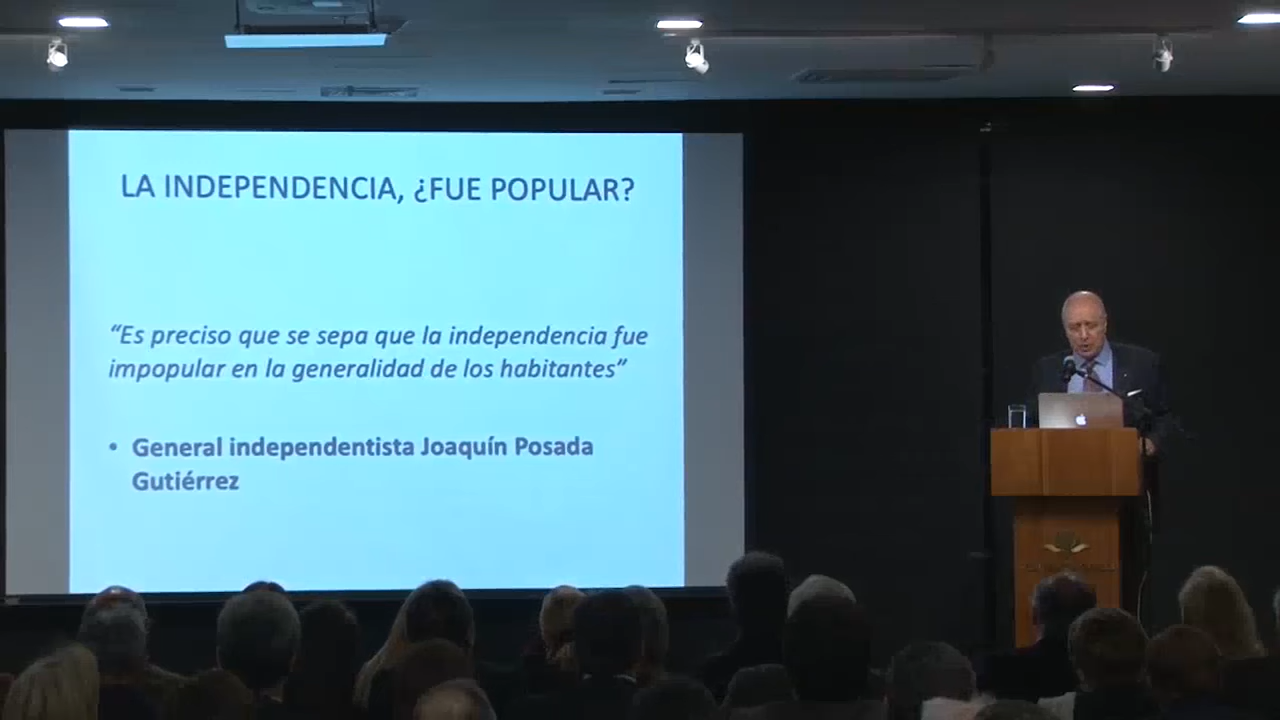 LA INDEPENDENCIA, ¿FUE POPULAR?
“Es preciso que se sepa que la independencia fue
impopular en la generalidad de los habitantes”
• General independentista Joaquín Posada
Gutiérrez